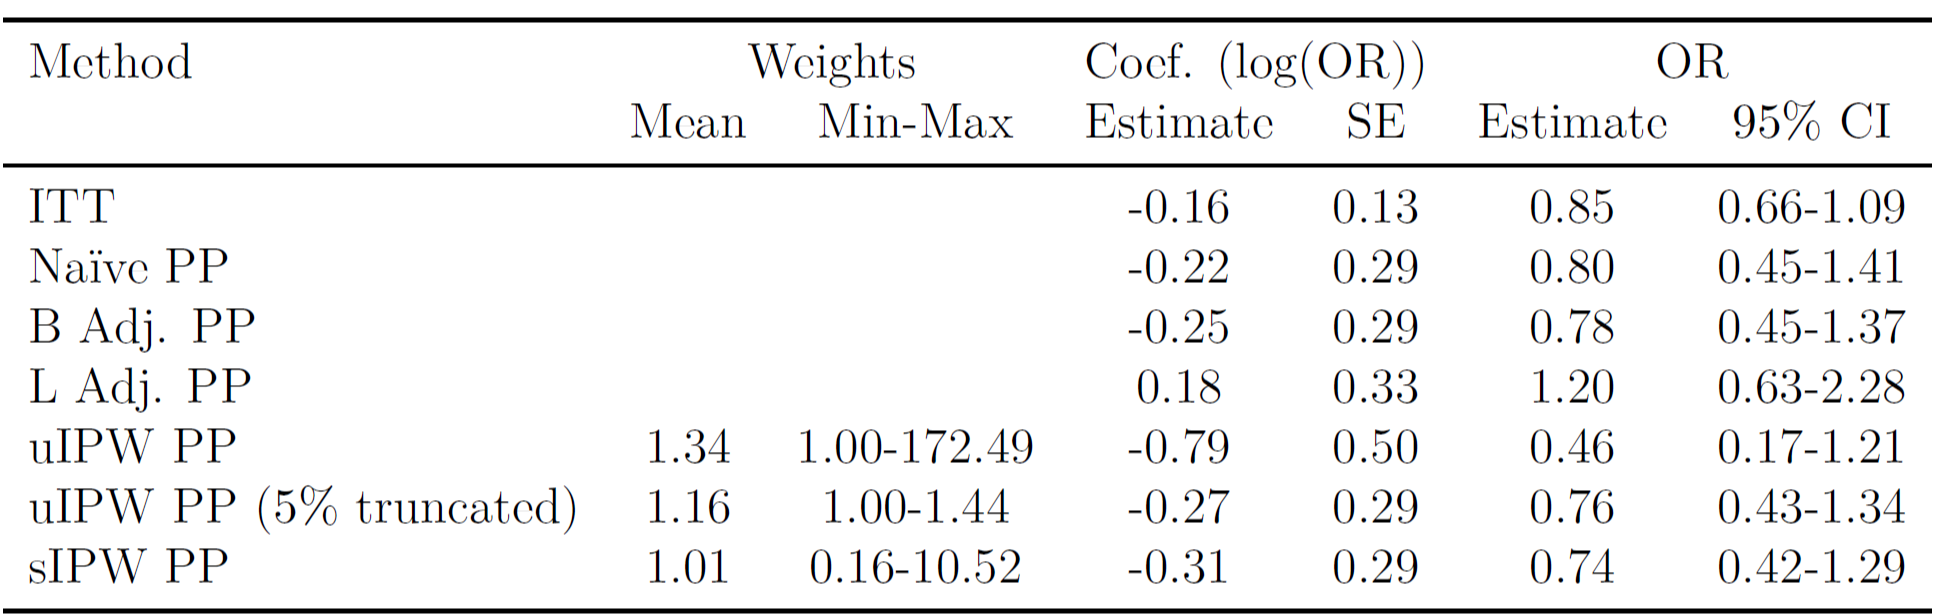 Method Weights Coef. (log(OR)) OR
Mean Min-Max Estimate SE Estimate 95% CI
ITT -0.16 0.13 0.85 0.66-1.09
Naïve PP -0.22 0.29 0.80 0.45-1.41
B Adj. PP -0.25 0.29 0.78 0.45-1.37
L Adj. PP 0.18 0.33 1.20 0.63-2.28
uIPW PP 1.34 1.00-172.49 -0.79 0.50 0.46 0.17-1.21
uIPW PP (5% truncated) 1.16 1.00-1.44 -0.27 0.29 0.76 0.43-1.34
sIPW PP 1.01 0.16-10.52 -0.31 0.29 0.74 0.42-1.29